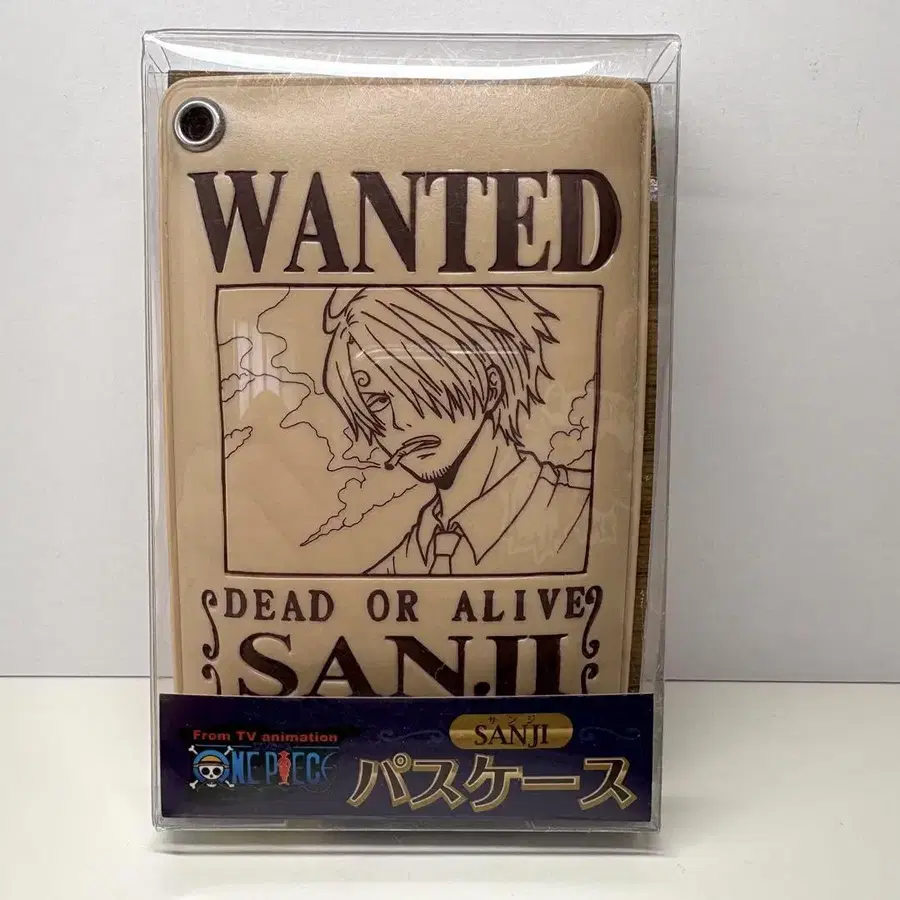 WANTED
DEAD OR ALIVE
SANJI
From TV animation
ONE PIECE
サンジ
SANJI
パスケース